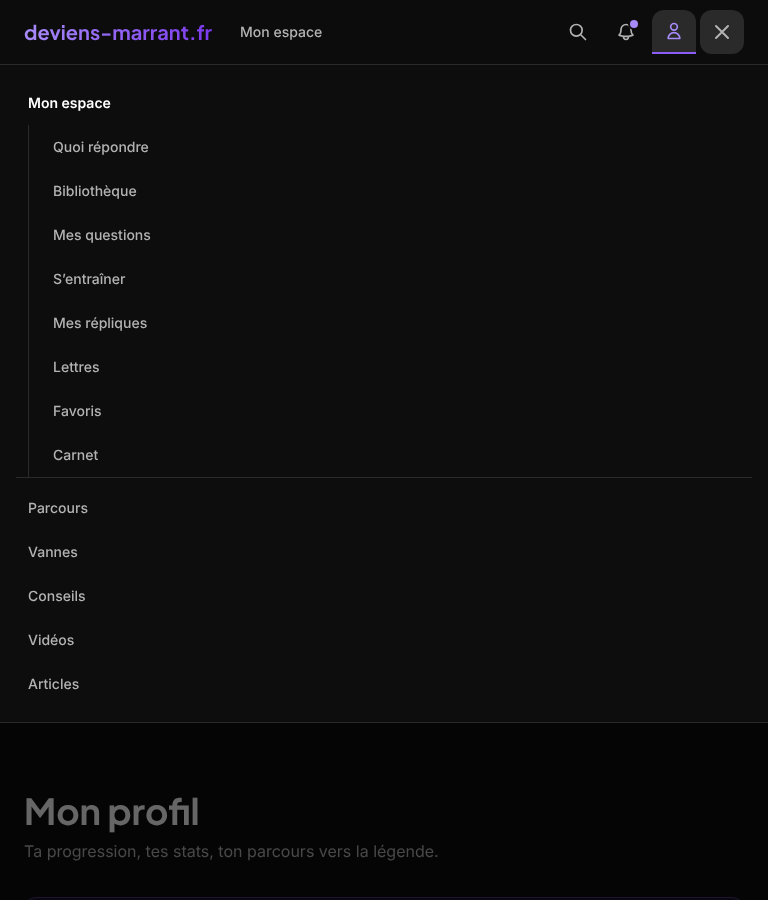 deviens-marrant.fr Mon espace
Mon espace
Quoi répondre
Bibliothèque
Mes questions
S’entraîner
Mes répliques
Lettres
Favoris
Carnet
Parcours
Vannes
Conseils
Vidéos
Articles
Mon profil
Ta progression, tes stats, ton parcours vers la légende.